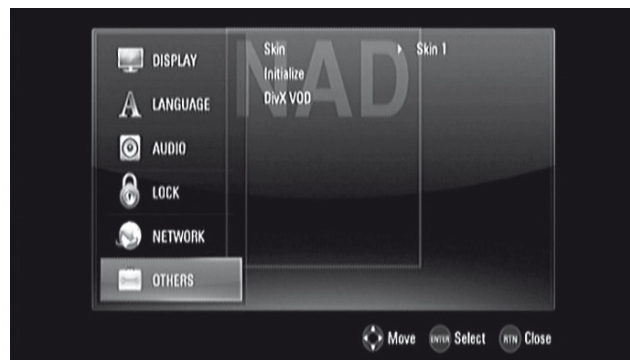 NAD
DISPLAY
LANGUAGE
AUDIO
LOCK
NETWORK
OTHERS
Skin Skin 1
Initialize
DivX VOD
Move ENTER Select RTN Close